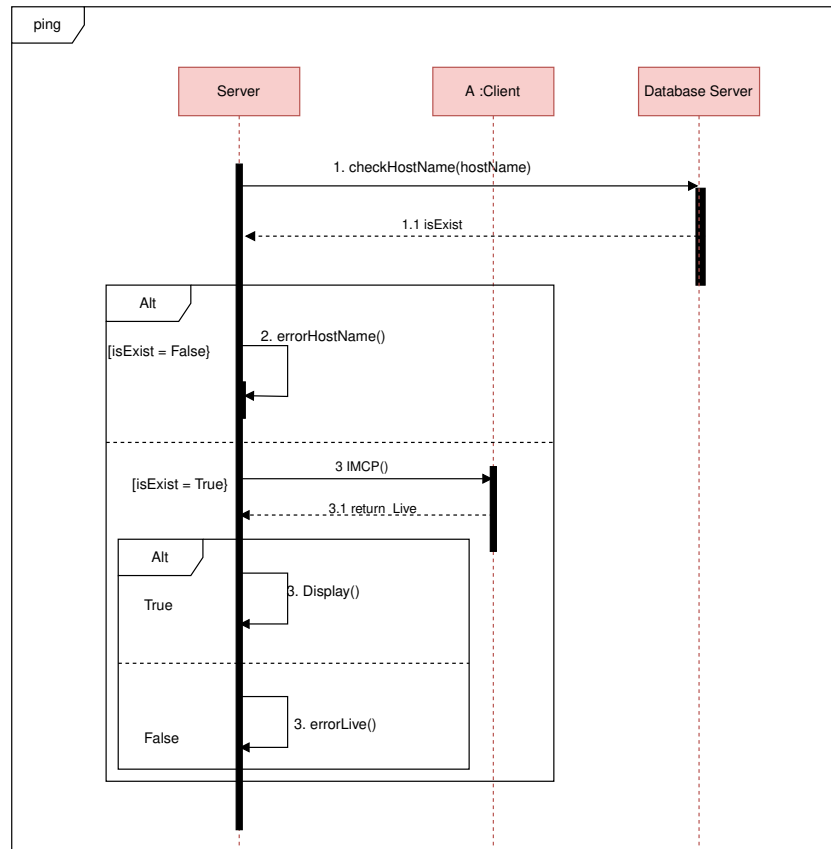 ping
Server
A :Client
Database Server
1. checkHostName(hostName)
1.1 isExist
Alt
2. errorHostName()
[isExist = False}
3 IMCP()
[isExist = True}
3.1 return Live
Alt
3. Display()
True
3. errorLive()
False